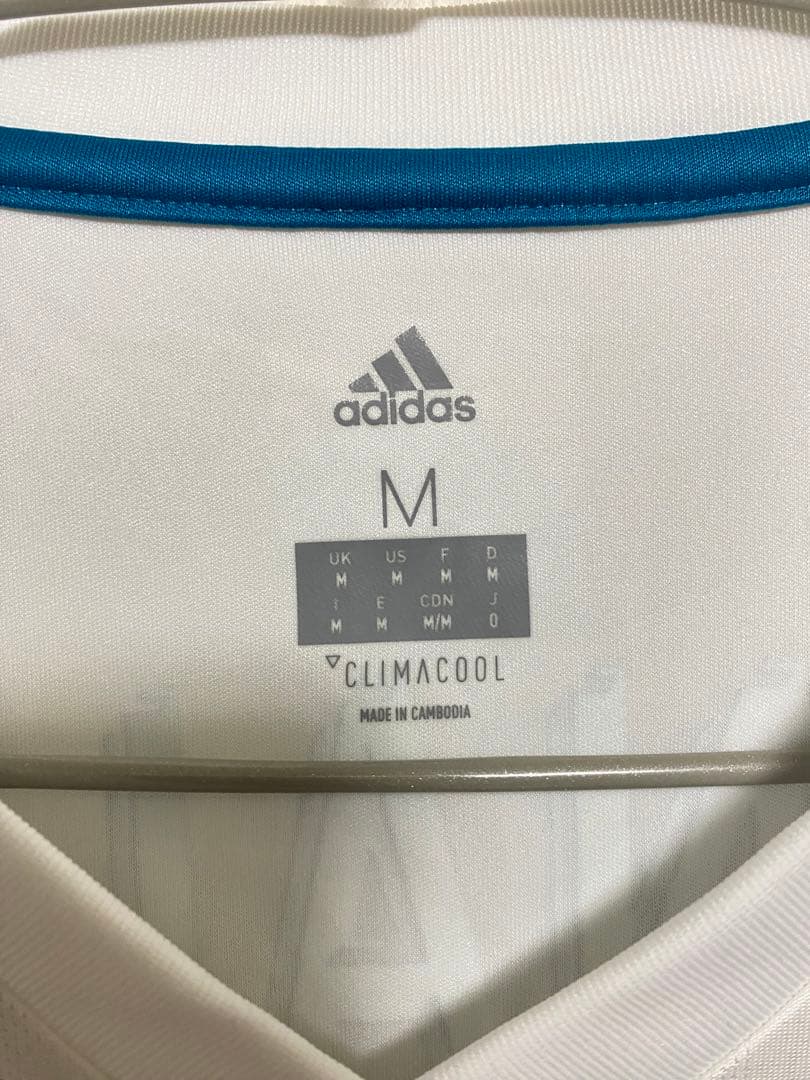 adidas
M
UK US F D
M M M M
I E CDN J
M M M/M O
CLIMACOOL
MADE IN CAMBODIA